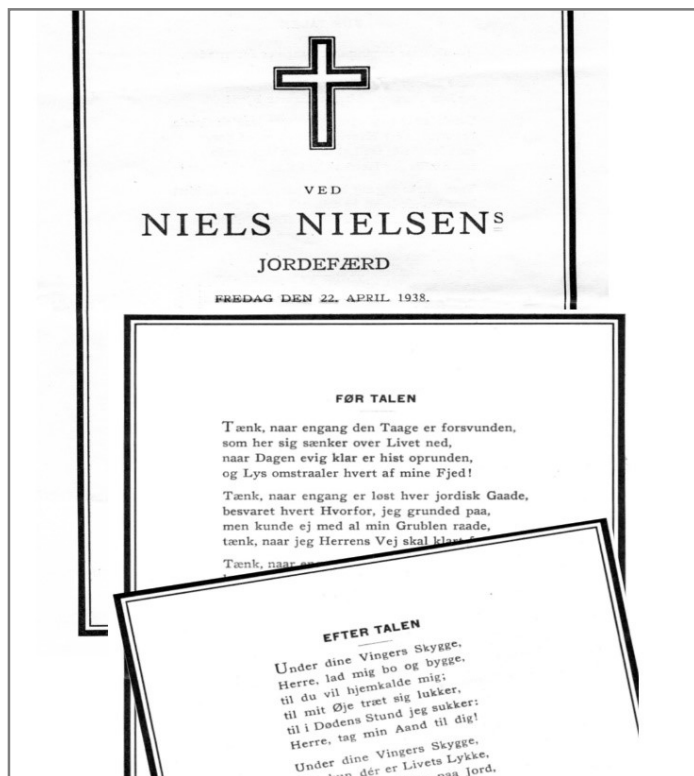 VED
NIELS NIELSENS
JORDEFÆRD
FREDAG DEN 22. APRIL 1938.
FØR TALEN
Tænk, naar engang den Taage er forsvunden,
som her sig sænker over Livet ned,
naar Dagen evig klar er hist oprunden,
og Lys omstraaler hvert af mine Fjed!
Tænk, naar engang er løst hver jordisk Gaade,
besvaret hvert Hvorfor, jeg grunded paa,
men kunde ej med al min Grublen raade,
tænk, naar jeg Herrens Vej skal klart
Tænk, naar
EFTER TALEN
Under dine Vingers Skygge,
Herre, lad mig bo og bygge,
til du vil hjemkalde mig;
til mit Øje træt sig lukker,
til i Dødens Stund jeg sukker:
Herre, tag min Aand til dig!
Under dine Vingers Skygge,
dér er Livets Lykke,
paa Jord,